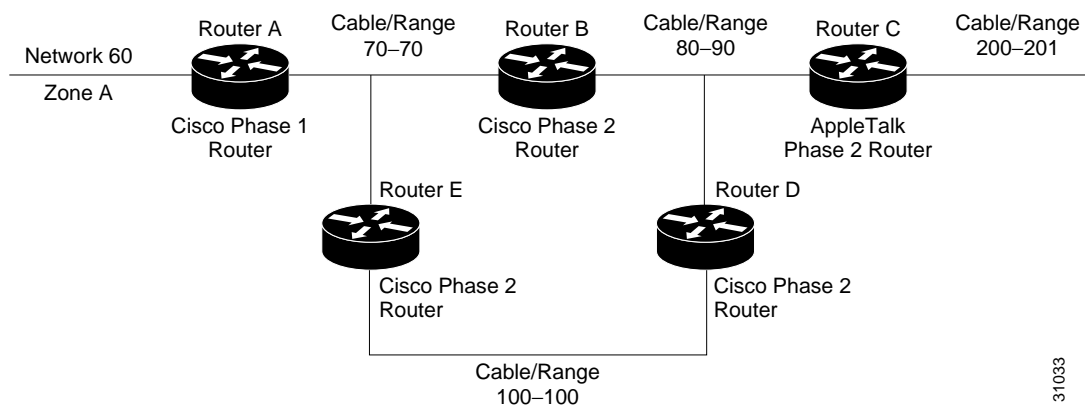 Network 60
Zone A
Router A
Cisco Phase 1
Router
Cable/Range
70–70
Router B
Cisco Phase 2
Router
Cable/Range
80–90
Router C
AppleTalk
Phase 2 Router
Cable/Range
200–201
Router E
Cisco Phase 2
Router
Router D
Cisco Phase 2
Router
Cable/Range
100–100
31033